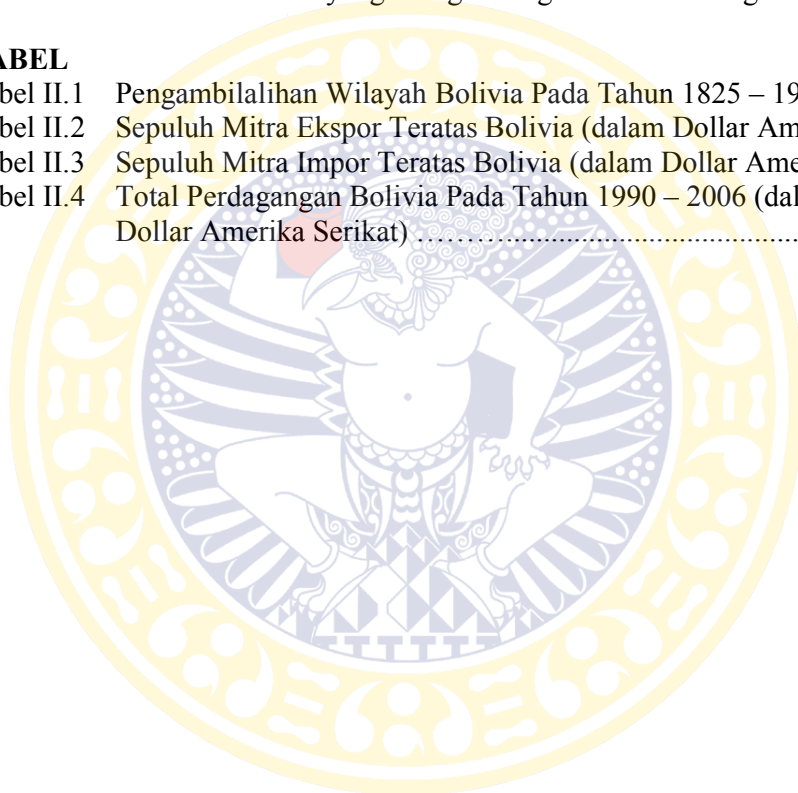 ABEL
bel II.1 Pengambilalihan Wilayah Bolivia Pada Tahun 1825 – 19
bel II.2 Sepuluh Mitra Ekspor Teratas Bolivia (dalam Dollar Am
bel II.3 Sepuluh Mitra Impor Teratas Bolivia (dalam Dollar Ame
bel II.4 Total Perdagangan Bolivia Pada Tahun 1990 – 2006 (dal
Dollar Amerika Serikat) ………......................................